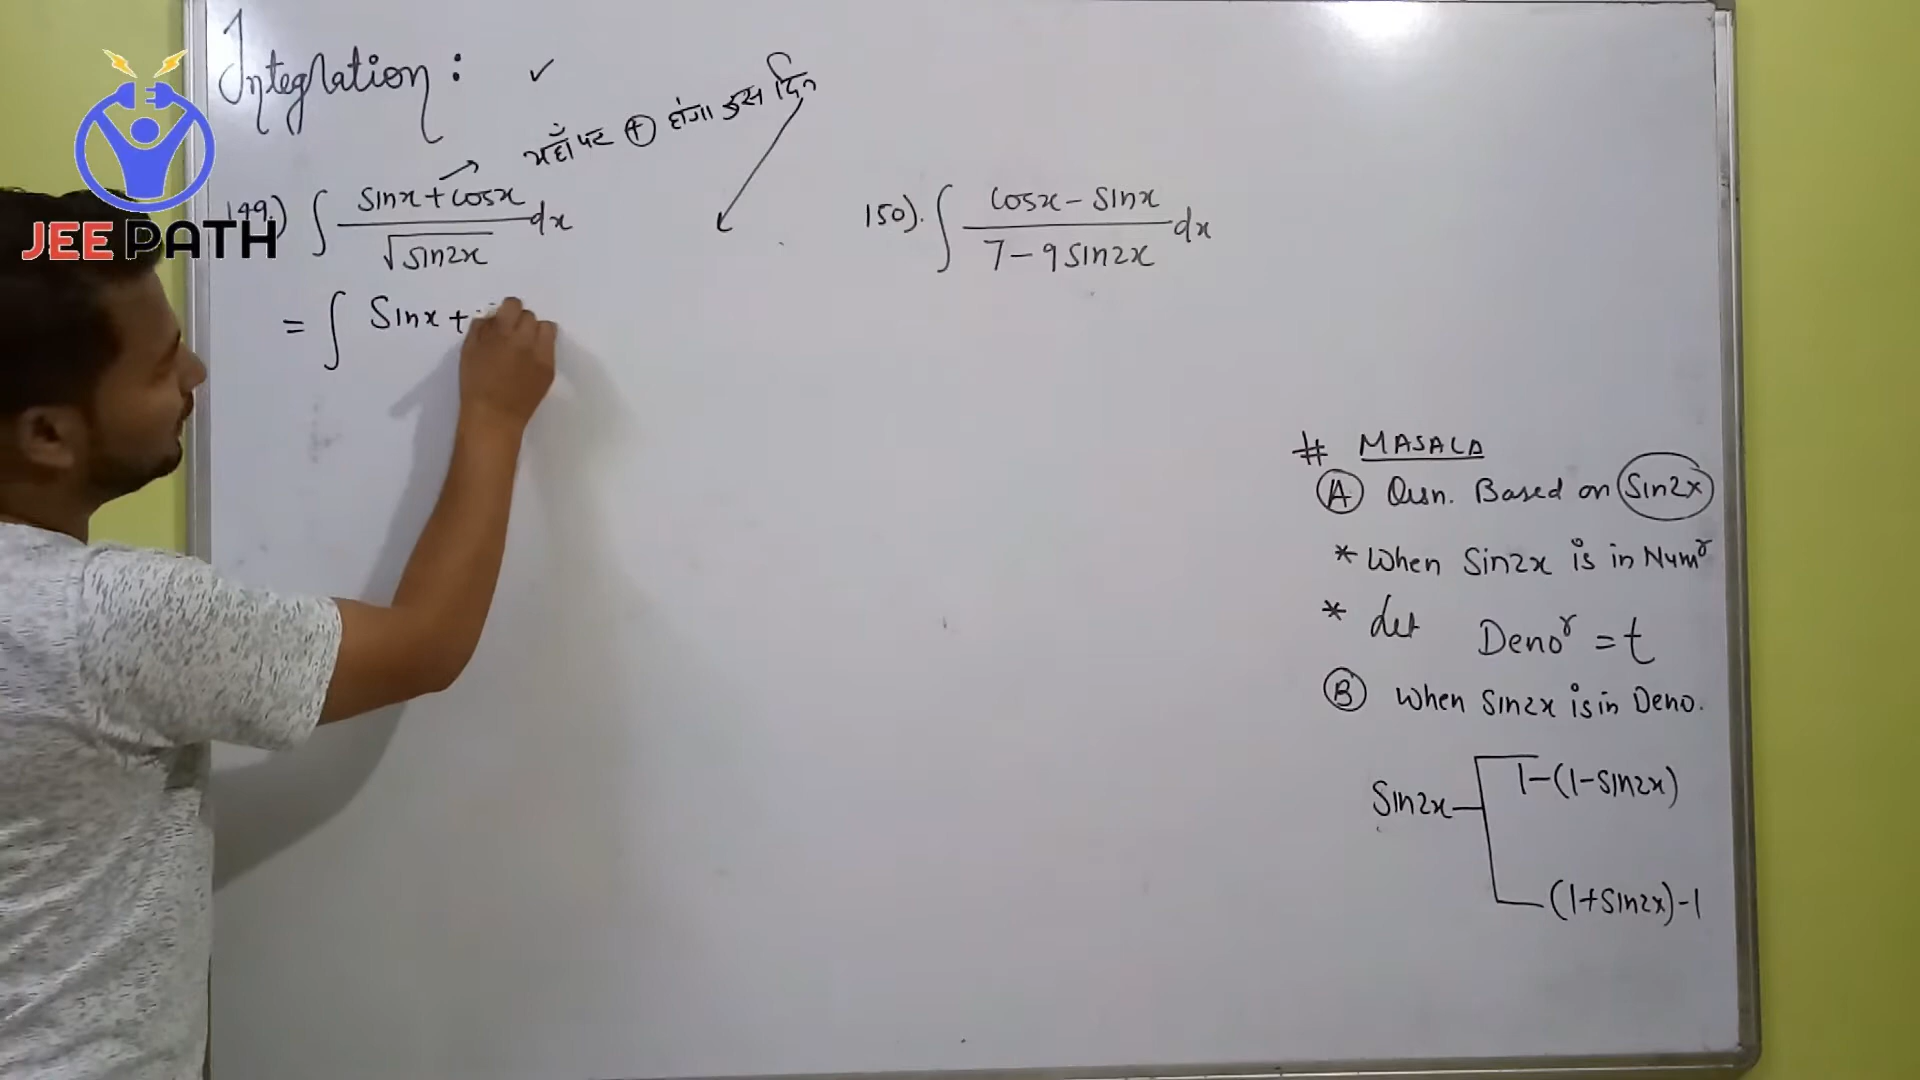 Integration : ✓
यहाँ पर ⊕ होगा उस दिन
149.) ∫ (sinx + cosx)/√(sin2x) dx
150). ∫ (cosx - sinx)/(7 - 9sin2x) dx
= ∫ Sinx +
JEE PATH
# MASALA
Ⓐ Qusn. Based on Sin2x
* When Sin2x is in Numr
* Let Denor = t
Ⓑ When sin2x is in Deno.
Sin2x
1-(1-sin2x)
(1+sin2x)-1